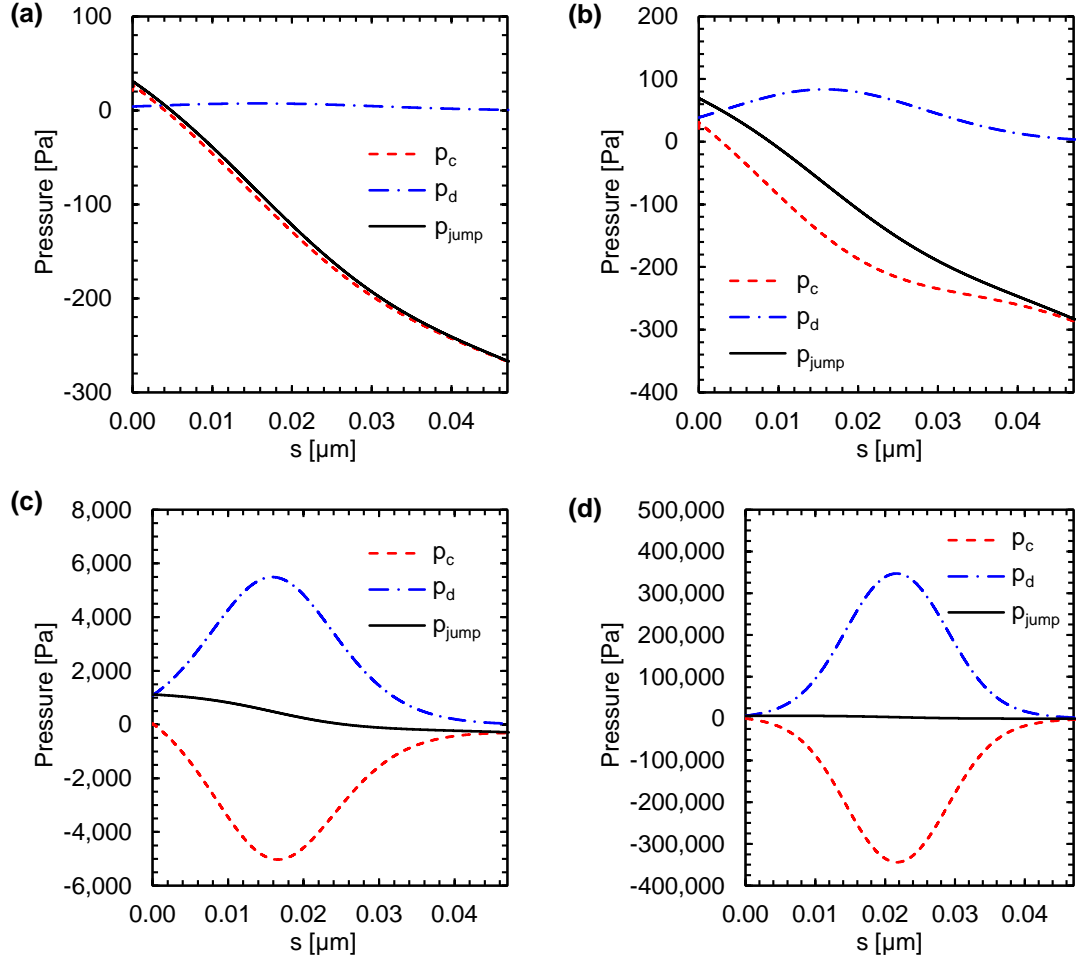 (a)
100
0
-100
-200
-300
Pressure [Pa]
p_c
p_d
p_jump
0.00 0.01 0.02 0.03 0.04
s [µm]
(b)
200
100
0
-100
-200
-300
-400
Pressure [Pa]
p_c
p_d
p_jump
0.00 0.01 0.02 0.03 0.04
s [µm]
(c)
8,000
6,000
4,000
2,000
0
-2,000
-4,000
-6,000
Pressure [Pa]
p_c
p_d
p_jump
0.00 0.01 0.02 0.03 0.04
s [µm]
(d)
500,000
400,000
300,000
200,000
100,000
0
-100,000
-200,000
-300,000
-400,000
Pressure [Pa]
p_c
p_d
p_jump
0.00 0.01 0.02 0.03 0.04
s [µm]